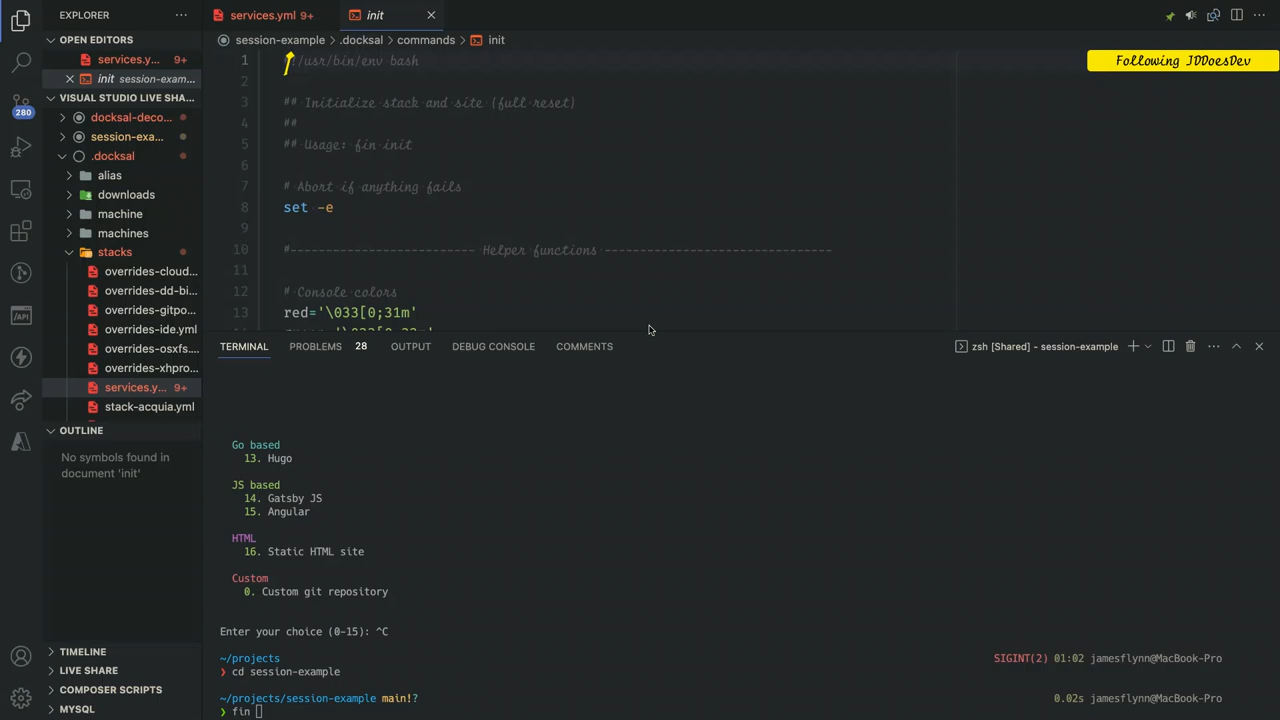 EXPLORER
OPEN EDITORS
services.y... 9+
init session-exam...
VISUAL STUDIO LIVE SHA...
280
docksal-deco...
session-exa...
.docksal
alias
downloads
machine
machines
stacks
overrides-cloud...
overrides-dd-bi...
overrides-gitpo...
overrides-ide.yml
overrides-osxfs...
overrides-xhpro...
services.y... 9+
stack-acquia.yml
OUTLINE
No symbols found in
document 'init'
TIMELINE
LIVE SHARE
COMPOSER SCRIPTS
MYSQL
services.yml 9+
init
session-example > .docksal > commands > init
Following JDDoesDev
1 /usr/bin/env bash
2
3 ## Initialize stack and site (full reset)
4 ##
5 ## Usage: fin init
6
7 # Abort if anything fails
8 set -e
9
10 #------------------------- Helper functions --------------------------------
11
12 # Console colors
13 red='\033[0;31m'
TERMINAL PROBLEMS 28 OUTPUT DEBUG CONSOLE COMMENTS
zsh [Shared] - session-example
Go based
13. Hugo
JS based
14. Gatsby JS
15. Angular
HTML
16. Static HTML site
Custom
0. Custom git repository
Enter your choice (0-15): ^C
~/projects SIGINT(2) 01:02 jamesflynn@MacBook-Pro
❯ cd session-example
~/projects/session-example main!? 0.02s jamesflynn@MacBook-Pro
❯ fin